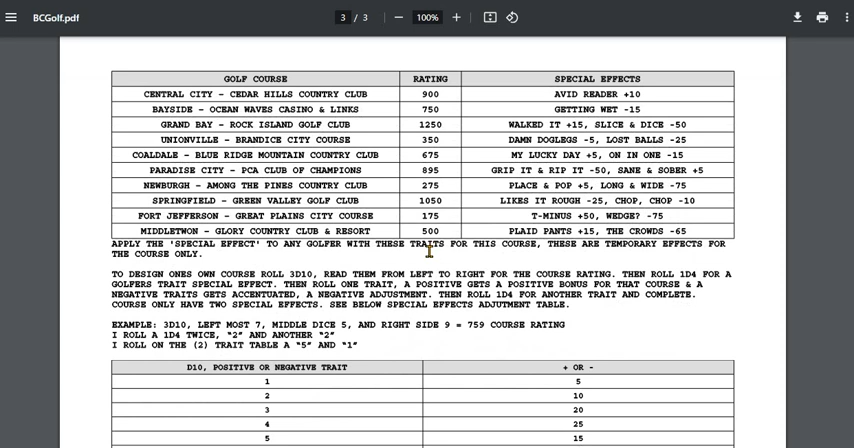 BCGolf.pdf 3 / 3 100%
GOLF COURSE RATING SPECIAL EFFECTS
CENTRAL CITY – CEDAR HILLS COUNTRY CLUB 900 AVID READER +10
BAYSIDE – OCEAN WAVES CASINO & LINKS 750 GETTING WET -15
GRAND BAY – ROCK ISLAND GOLF CLUB 1250 WALKED IT +15, SLICE & DICE -50
UNIONVILLE – BRANDICE CITY COURSE 350 DAMN DOGLEGS -5, LOST BALLS -25
COALDALE – BLUE RIDGE MOUNTAIN COUNTRY CLUB 675 MY LUCKY DAY +5, ON IN ONE -15
PARADISE CITY – PCA CLUB OF CHAMPIONS 895 GRIP IT & RIP IT -50, SANE & SOBER +5
NEWBURGH – AMONG THE PINES COUNTRY CLUB 275 PLACE & POP +5, LONG & WIDE -75
SPRINGFIELD – GREEN VALLEY GOLF CLUB 1050 LIKES IT ROUGH -25, CHOP, CHOP -10
FORT JEFFERSON – GREAT PLAINS CITY COURSE 175 T-MINUS +50, WEDGE? -75
MIDDLETWON – GLORY COUNTRY CLUB & RESORT 500 PLAID PANTS +15, THE CROWDS -65
APPLY THE 'SPECIAL EFFECT' TO ANY GOLFER WITH THESE TRAITS FOR THIS COURSE, THESE ARE TEMPORARY EFFECTS FOR
THE COURSE ONLY.
TO DESIGN ONES OWN COURSE ROLL 3D10, READ THEM FROM LEFT TO RIGHT FOR THE COURSE RATING. THEN ROLL 1D4 FOR A
GOLFERS TRAIT SPECIAL EFFECT. THEN ROLL ONE TRAIT, A POSITIVE GETS A POSITIVE BONUS FOR THAT COURSE & A
NEGATIVE TRAITS GETS ACCENTUATED, A NEGATIVE ADJUSTMENT. THEN ROLL 1D4 FOR ANOTHER TRAIT AND COMPLETE.
COURSE ONLY HAVE TWO SPECIAL EFFECTS. SEE BELOW SPECIAL EFFECTS ADJUTMENT TABLE.
EXAMPLE: 3D10, LEFT MOST 7, MIDDLE DICE 5, AND RIGHT SIDE 9 = 759 COURSE RATING
I ROLL A 1D4 TWICE, "2" AND ANOTHER "2"
I ROLL ON THE (2) TRAIT TABLE A "5" AND "1"
D10, POSITIVE OR NEGATIVE TRAIT + OR -
1 5
2 10
3 20
4 25
5 15